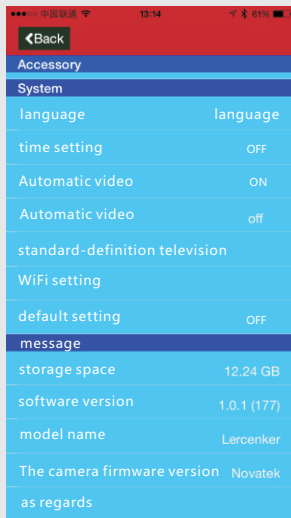 ●●●○○ 中国联通 13:14 61%
Back
Accessory
System
language language
time setting OFF
Automatic video ON
Automatic video off
standard-definition television
WiFi setting
default setting OFF
message
storage space 12.24 GB
software version 1.0.1 (177)
model name Lercenker
The camera firmware version Novatek
as regards